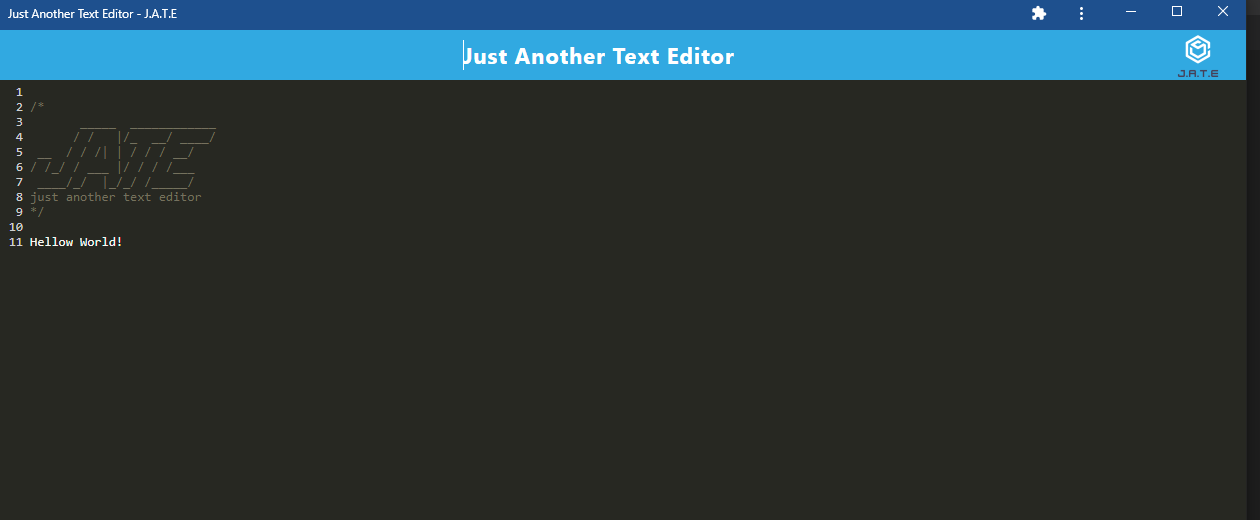 Just Another Text Editor - J.A.T.E
Just Another Text Editor
J.A.T.E
1
2 /*
3        _____  ____________
4       / /   |/_  __/ ____/
5  __  / / /| | / / / __/
6 / /_/ / ___ |/ / / /___
7  ____/_/  |_/_/ /_____/
8 just another text editor
9 */
10
11 Hellow World!